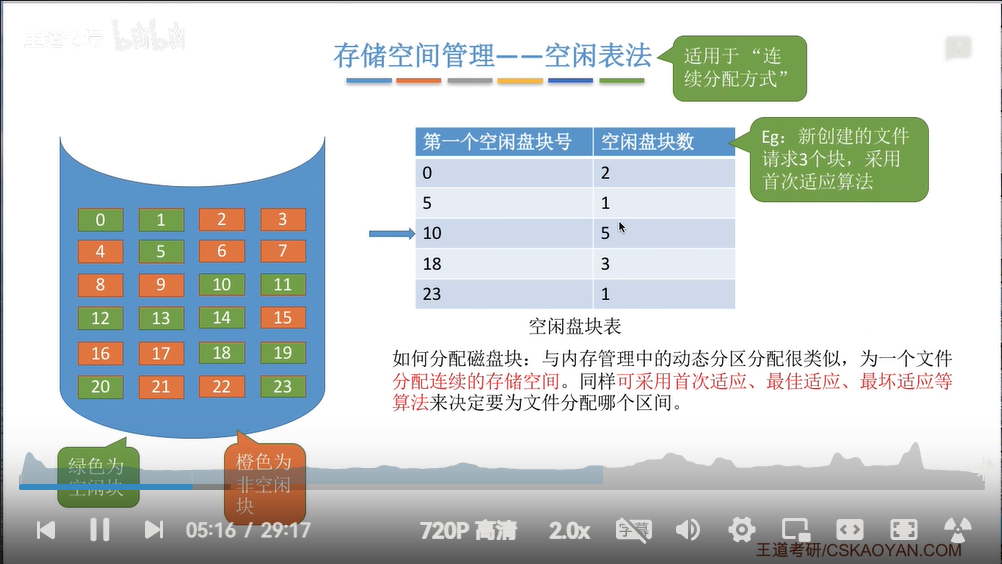 bilibili
存储空间管理——空闲表法
适用于 “连
续分配方式”
第一个空闲盘块号 空闲盘块数
0 2
5 1
10 5
18 3
23 1
空闲盘块表
Eg：新创建的文件
请求3个块，采用
首次适应算法
0 1 2 3
4 5 6 7
8 9 10 11
12 13 14 15
16 17 18 19
20 21 22 23
绿色为
空闲块
橙色为
非空闲
块
如何分配磁盘块：与内存管理中的动态分区分配很类似，为一个文件
分配连续的存储空间。同样可采用首次适应、最佳适应、最坏适应等
算法来决定要为文件分配哪个区间。
05:16 / 29:17
720P 高清
2.0x
字幕
王道考研/CSKAOYAN.COM